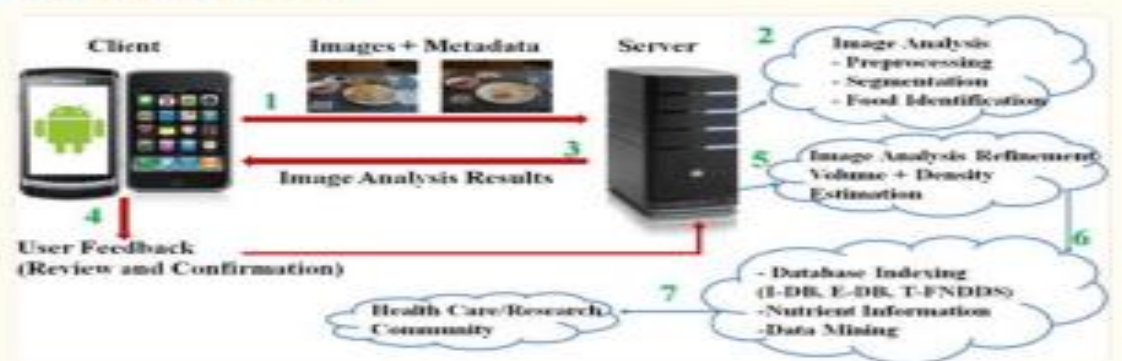 Client
Images + Metadata
Server
1
2
Image Analysis
- Preprocessing
- Segmentation
- Food Identification
3
Image Analysis Results
4
User Feedback
(Review and Confirmation)
5
Image Analysis Refinement
Volume + Density
Estimation
6
- Database Indexing
(I-DB, E-DB, T-FNDDS)
-Nutrient Information
-Data Mining
7
Health Care/Research
Community